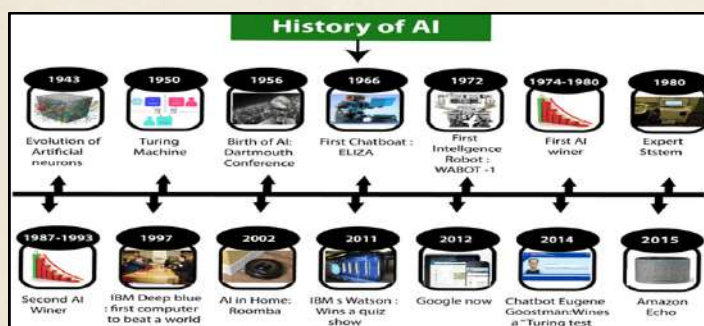 History of AI
1943
1950
1956
1966
1972
1974-1980
1980
Evolution of
Artificial
neurons
Turing
Machine
Birth of AI:
Dartmouth
Conference
First Chatboat :
ELIZA
First
Intellgence
Robot :
WABOT -1
First AI
winer
Expert
Ststem
1987-1993
1997
2002
2011
2012
2014
2015
Second AI
Winer
IBM Deep blue
: first computer
to beat a world
AI in Home:
Roomba
IBM s Watson :
Wins a quiz
show
Google now
Chatbot Eugene
Goostman:Wines
a "Turing test
Amazon
Echo